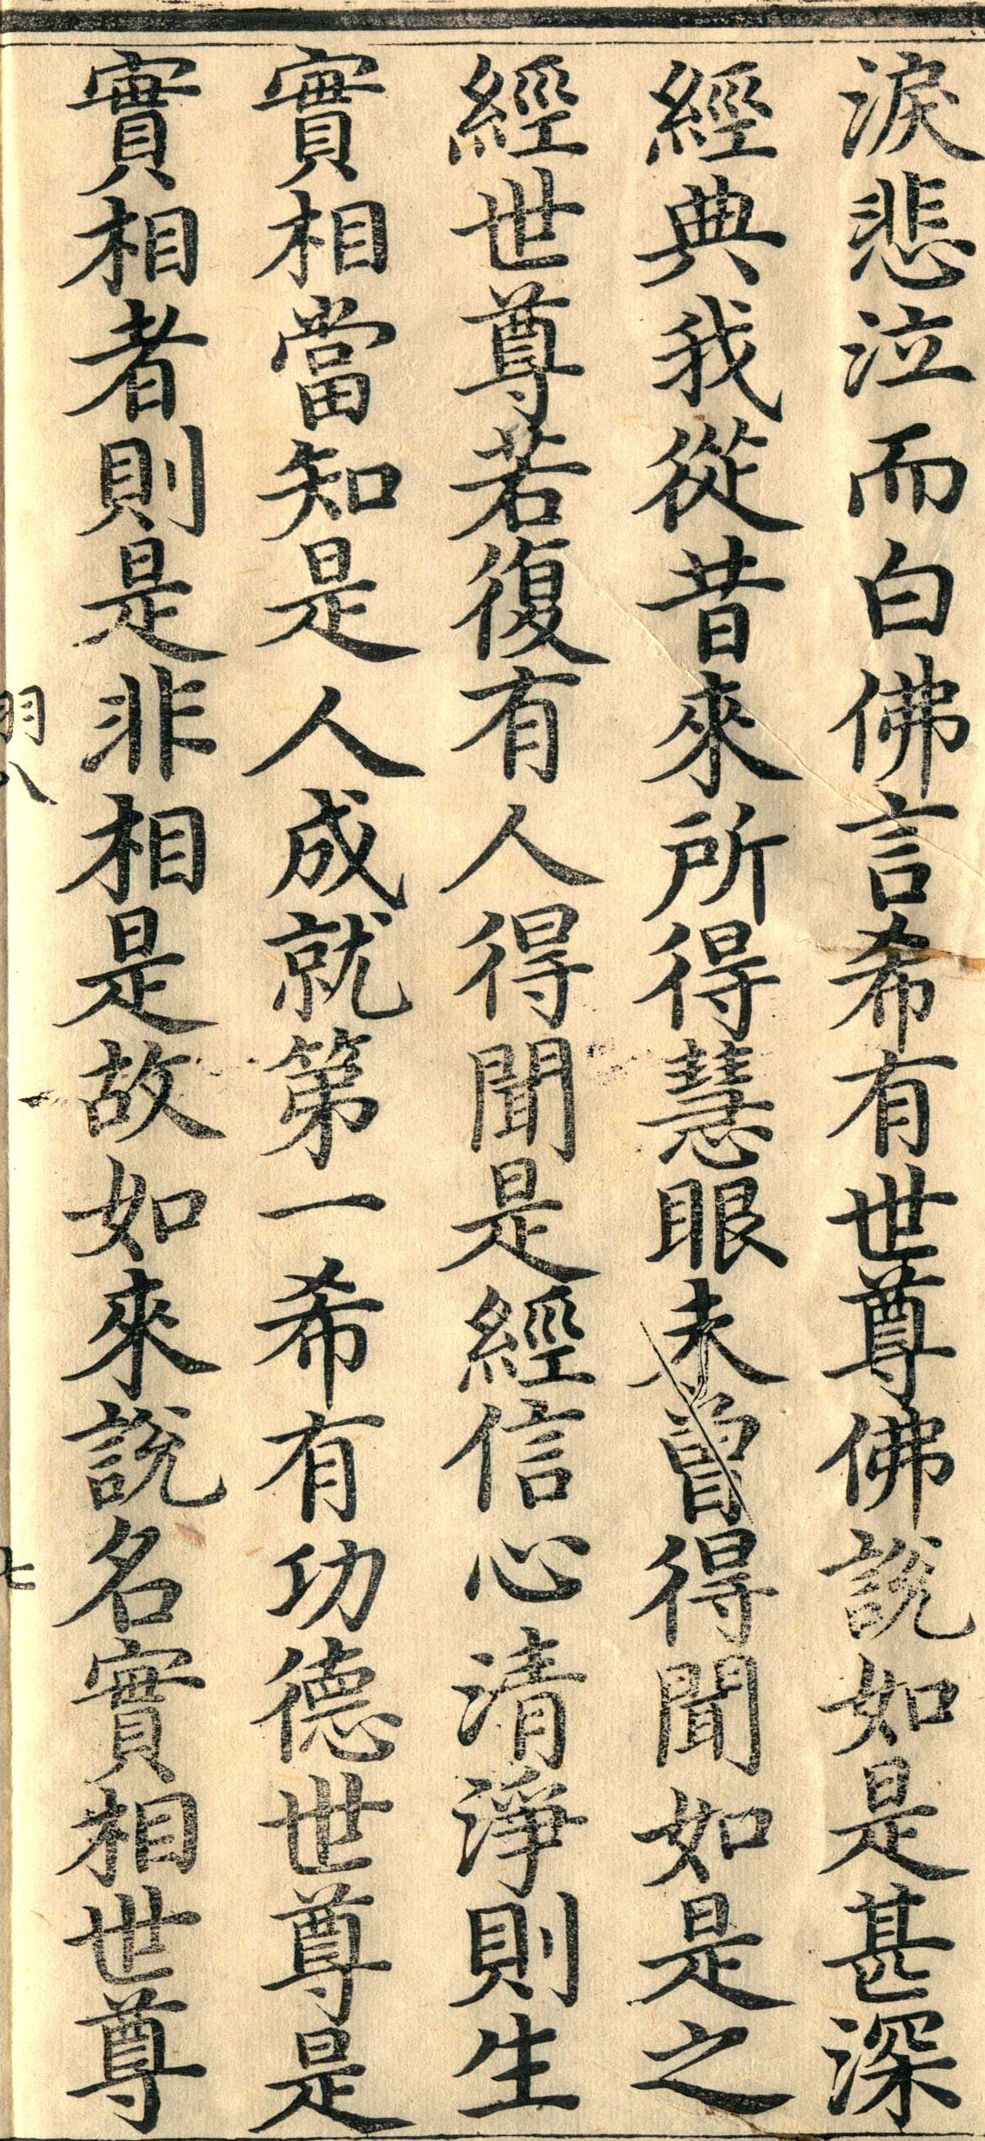 淚悲泣而白佛言希有世尊佛說如是甚深
經典我從昔來所得慧眼未曾得聞如是之
經世尊若復有人得聞是經信心清淨則生
實相當知是人成就第一希有功德世尊是
實相者則是非相是故如來說名實相世尊
七